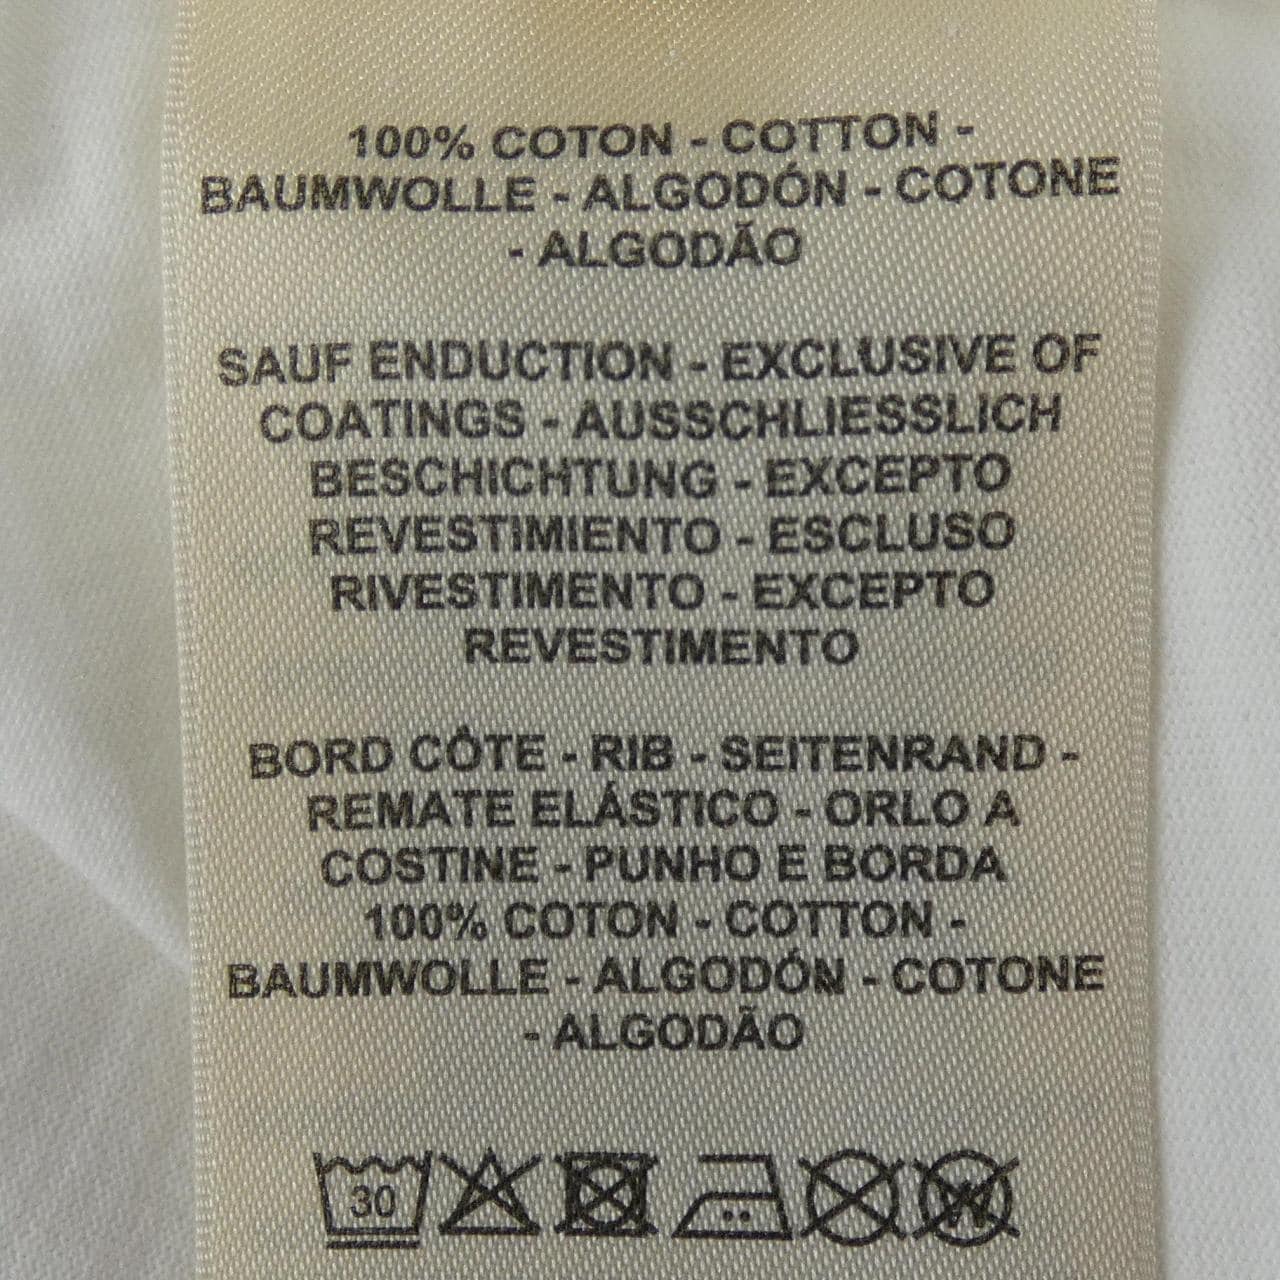 100% COTON - COTTON -
BAUMWOLLE - ALGODÓN - COTONE
- ALGODÃO
SAUF ENDUCTION - EXCLUSIVE OF
COATINGS - AUSSCHLIESSLICH
BESCHICHTUNG - EXCEPTO
REVESTIMIENTO - ESCLUSO
RIVESTIMENTO - EXCEPTO
REVESTIMENTO
BORD CÔTE - RIB - SEITENRAND -
REMATE ELÁSTICO - ORLO A
COSTINE - PUNHO E BORDA
100% COTON - COTTON -
BAUMWOLLE - ALGODÓN - COTONE
- ALGODÃO
30 W